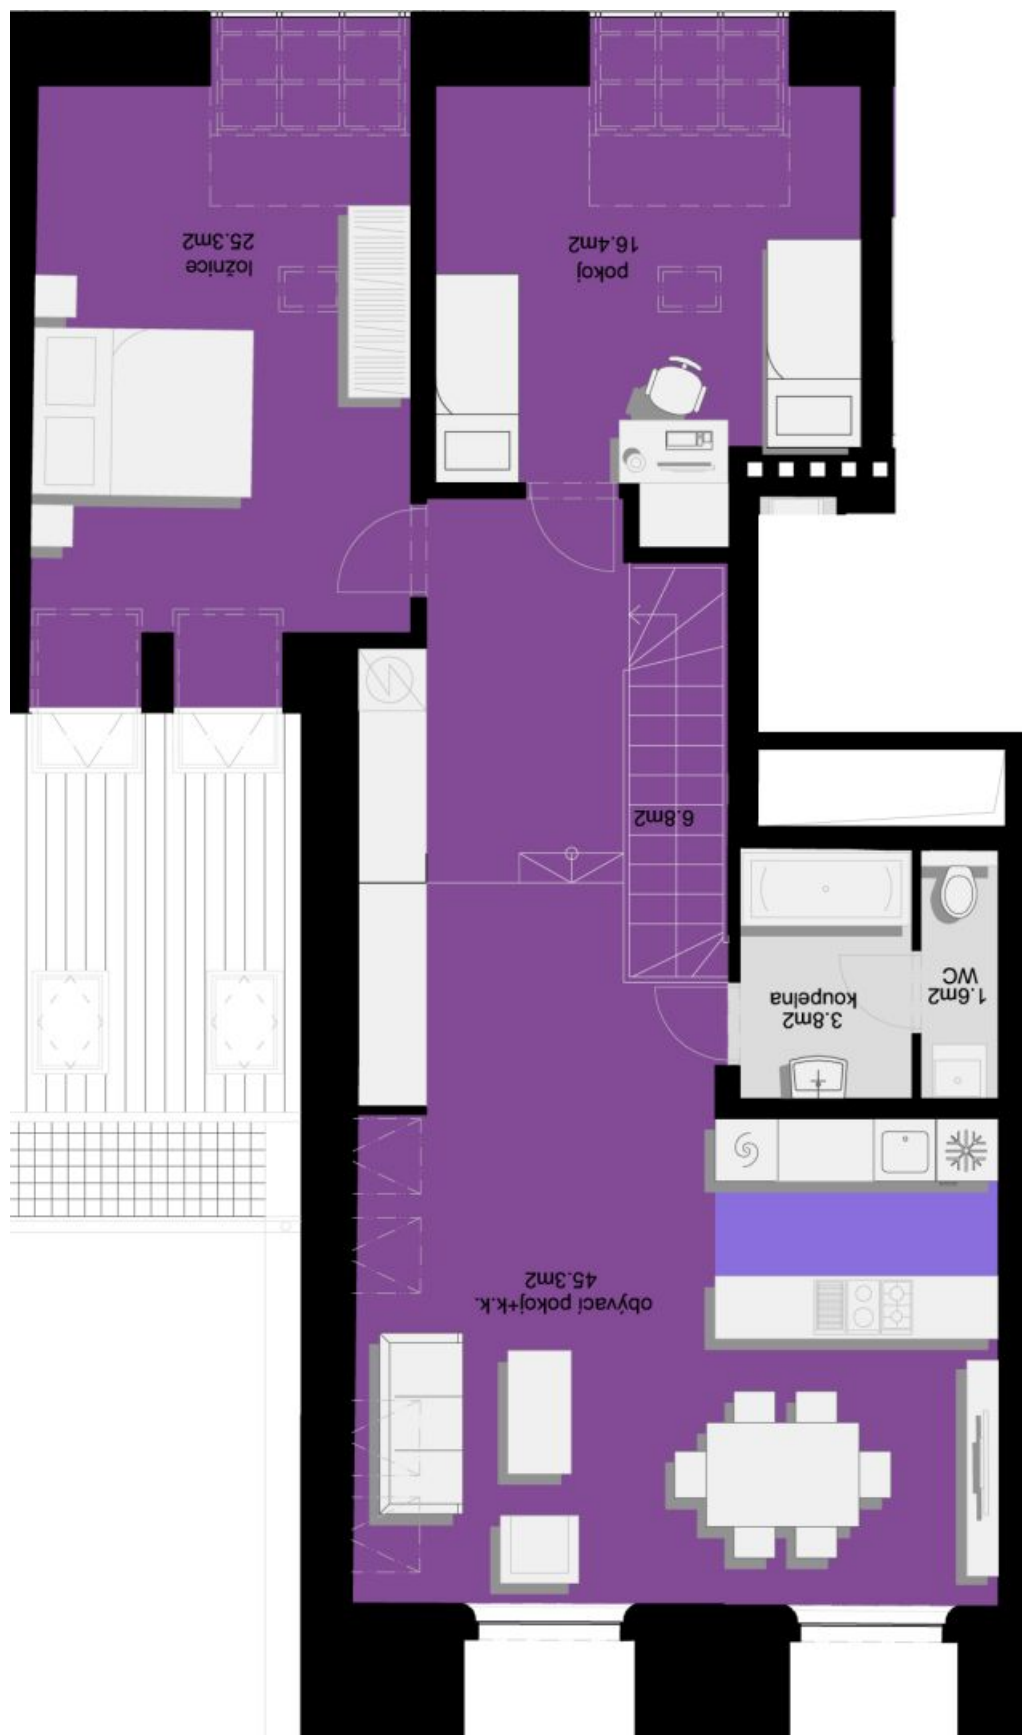 ložnice
25.3m2
pokoj
16.4m2
6.8m2
koupelna
3.8m2
WC
1.6m2
obývací pokoj+k.k.
45.3m2